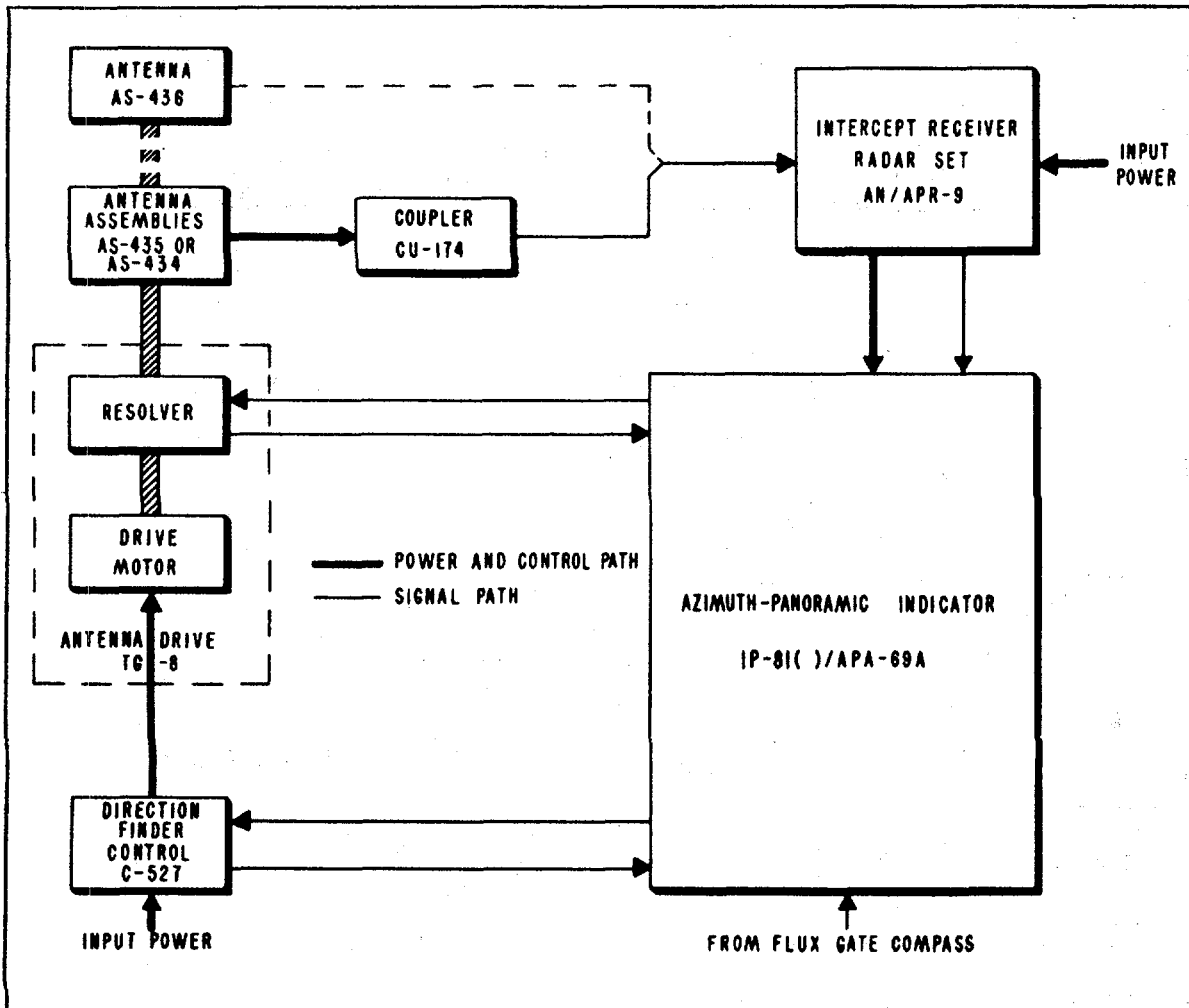 ANTENNA
AS-436
INTERCEPT RECEIVER
RADAR SET
AN/APR-9
INPUT
POWER
ANTENNA
ASSEMBLIES
AS-435 OR
AS-434
COUPLER
CU-174
RESOLVER
DRIVE
MOTOR
POWER AND CONTROL PATH
SIGNAL PATH
ANTENNA DRIVE
TG -8
AZIMUTH-PANORAMIC INDICATOR
IP-81( )/APA-69A
DIRECTION
FINDER
CONTROL
C-527
INPUT POWER
FROM FLUX GATE COMPASS